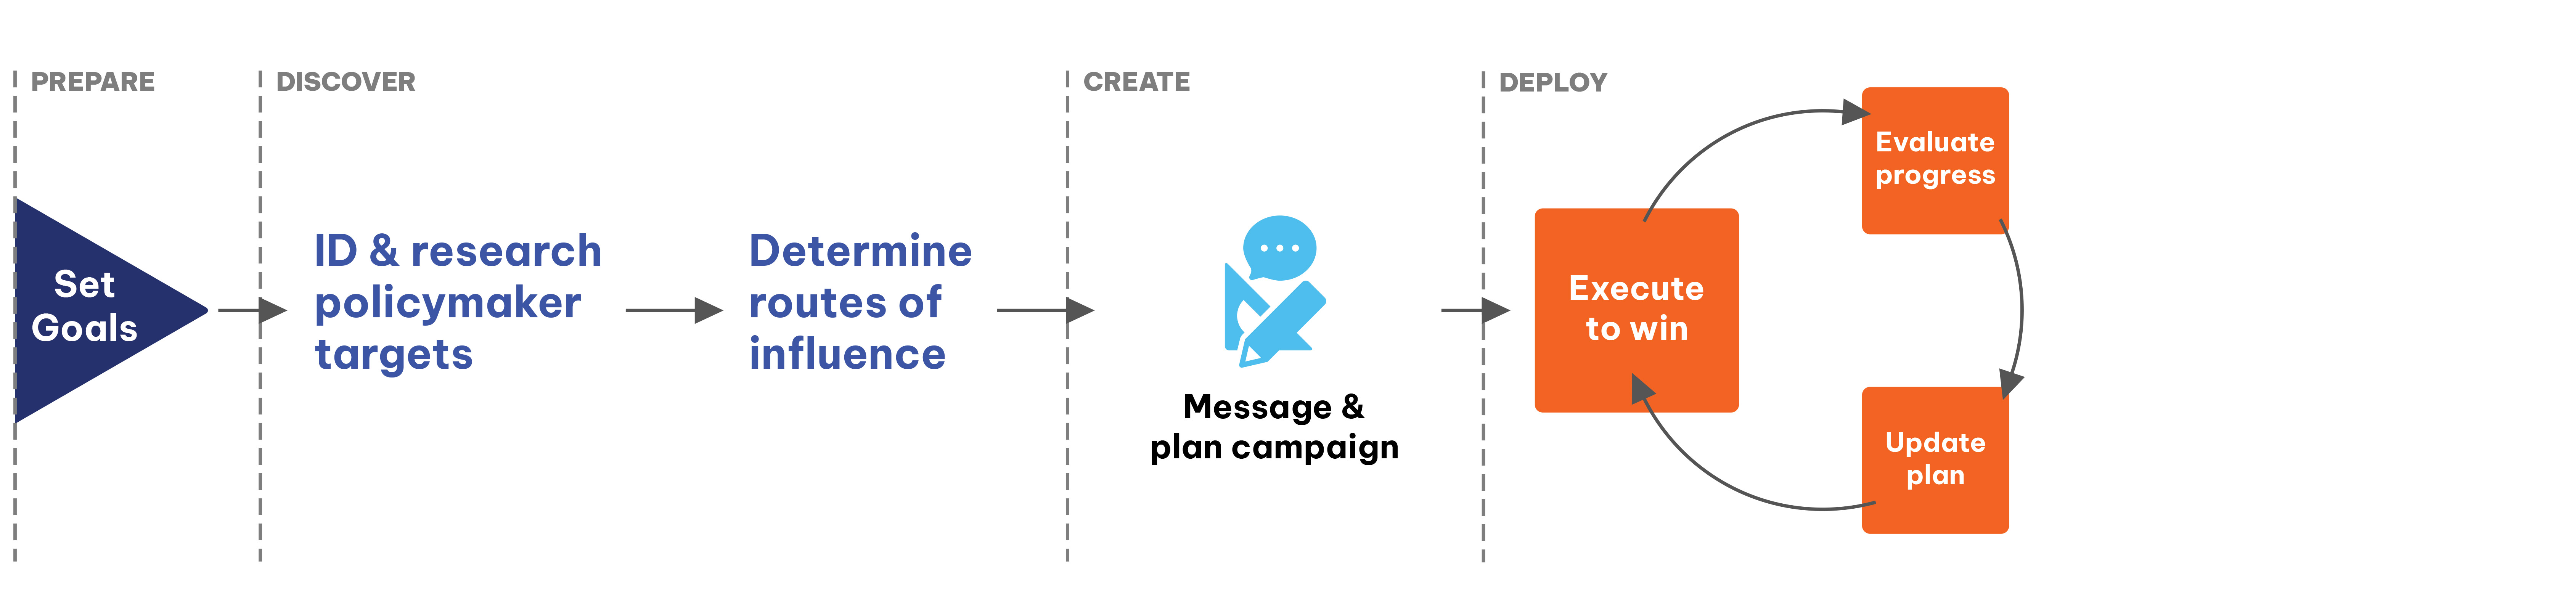 PREPARE
DISCOVER
CREATE
DEPLOY
Set
Goals
ID & research
policymaker
targets
Determine
routes of
influence
Message &
plan campaign
Execute
to win
Evaluate
progress
Update
plan